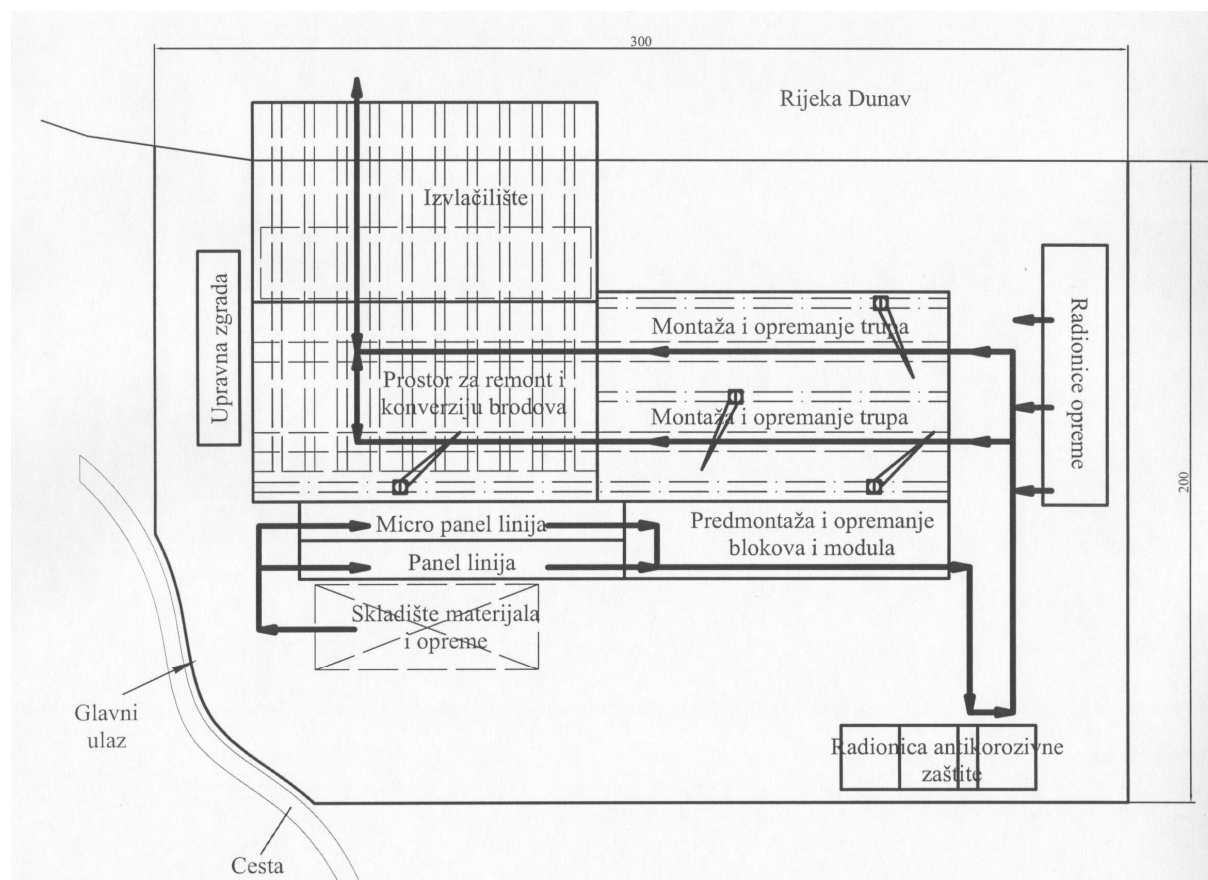 300
Rijeka Dunav
Izvlačilište
Upravna zgrada
Montaža i opremanje trupa
Radionice opreme
Prostor za remont i
konverziju brodova
Montaža i opremanje trupa
200
Micro panel linija
Predmontaža i opremanje
blokova i modula
Panel linija
Skladište materijala
i opreme
Glavni
ulaz
Radionica antikorozivne
zaštite
Cesta